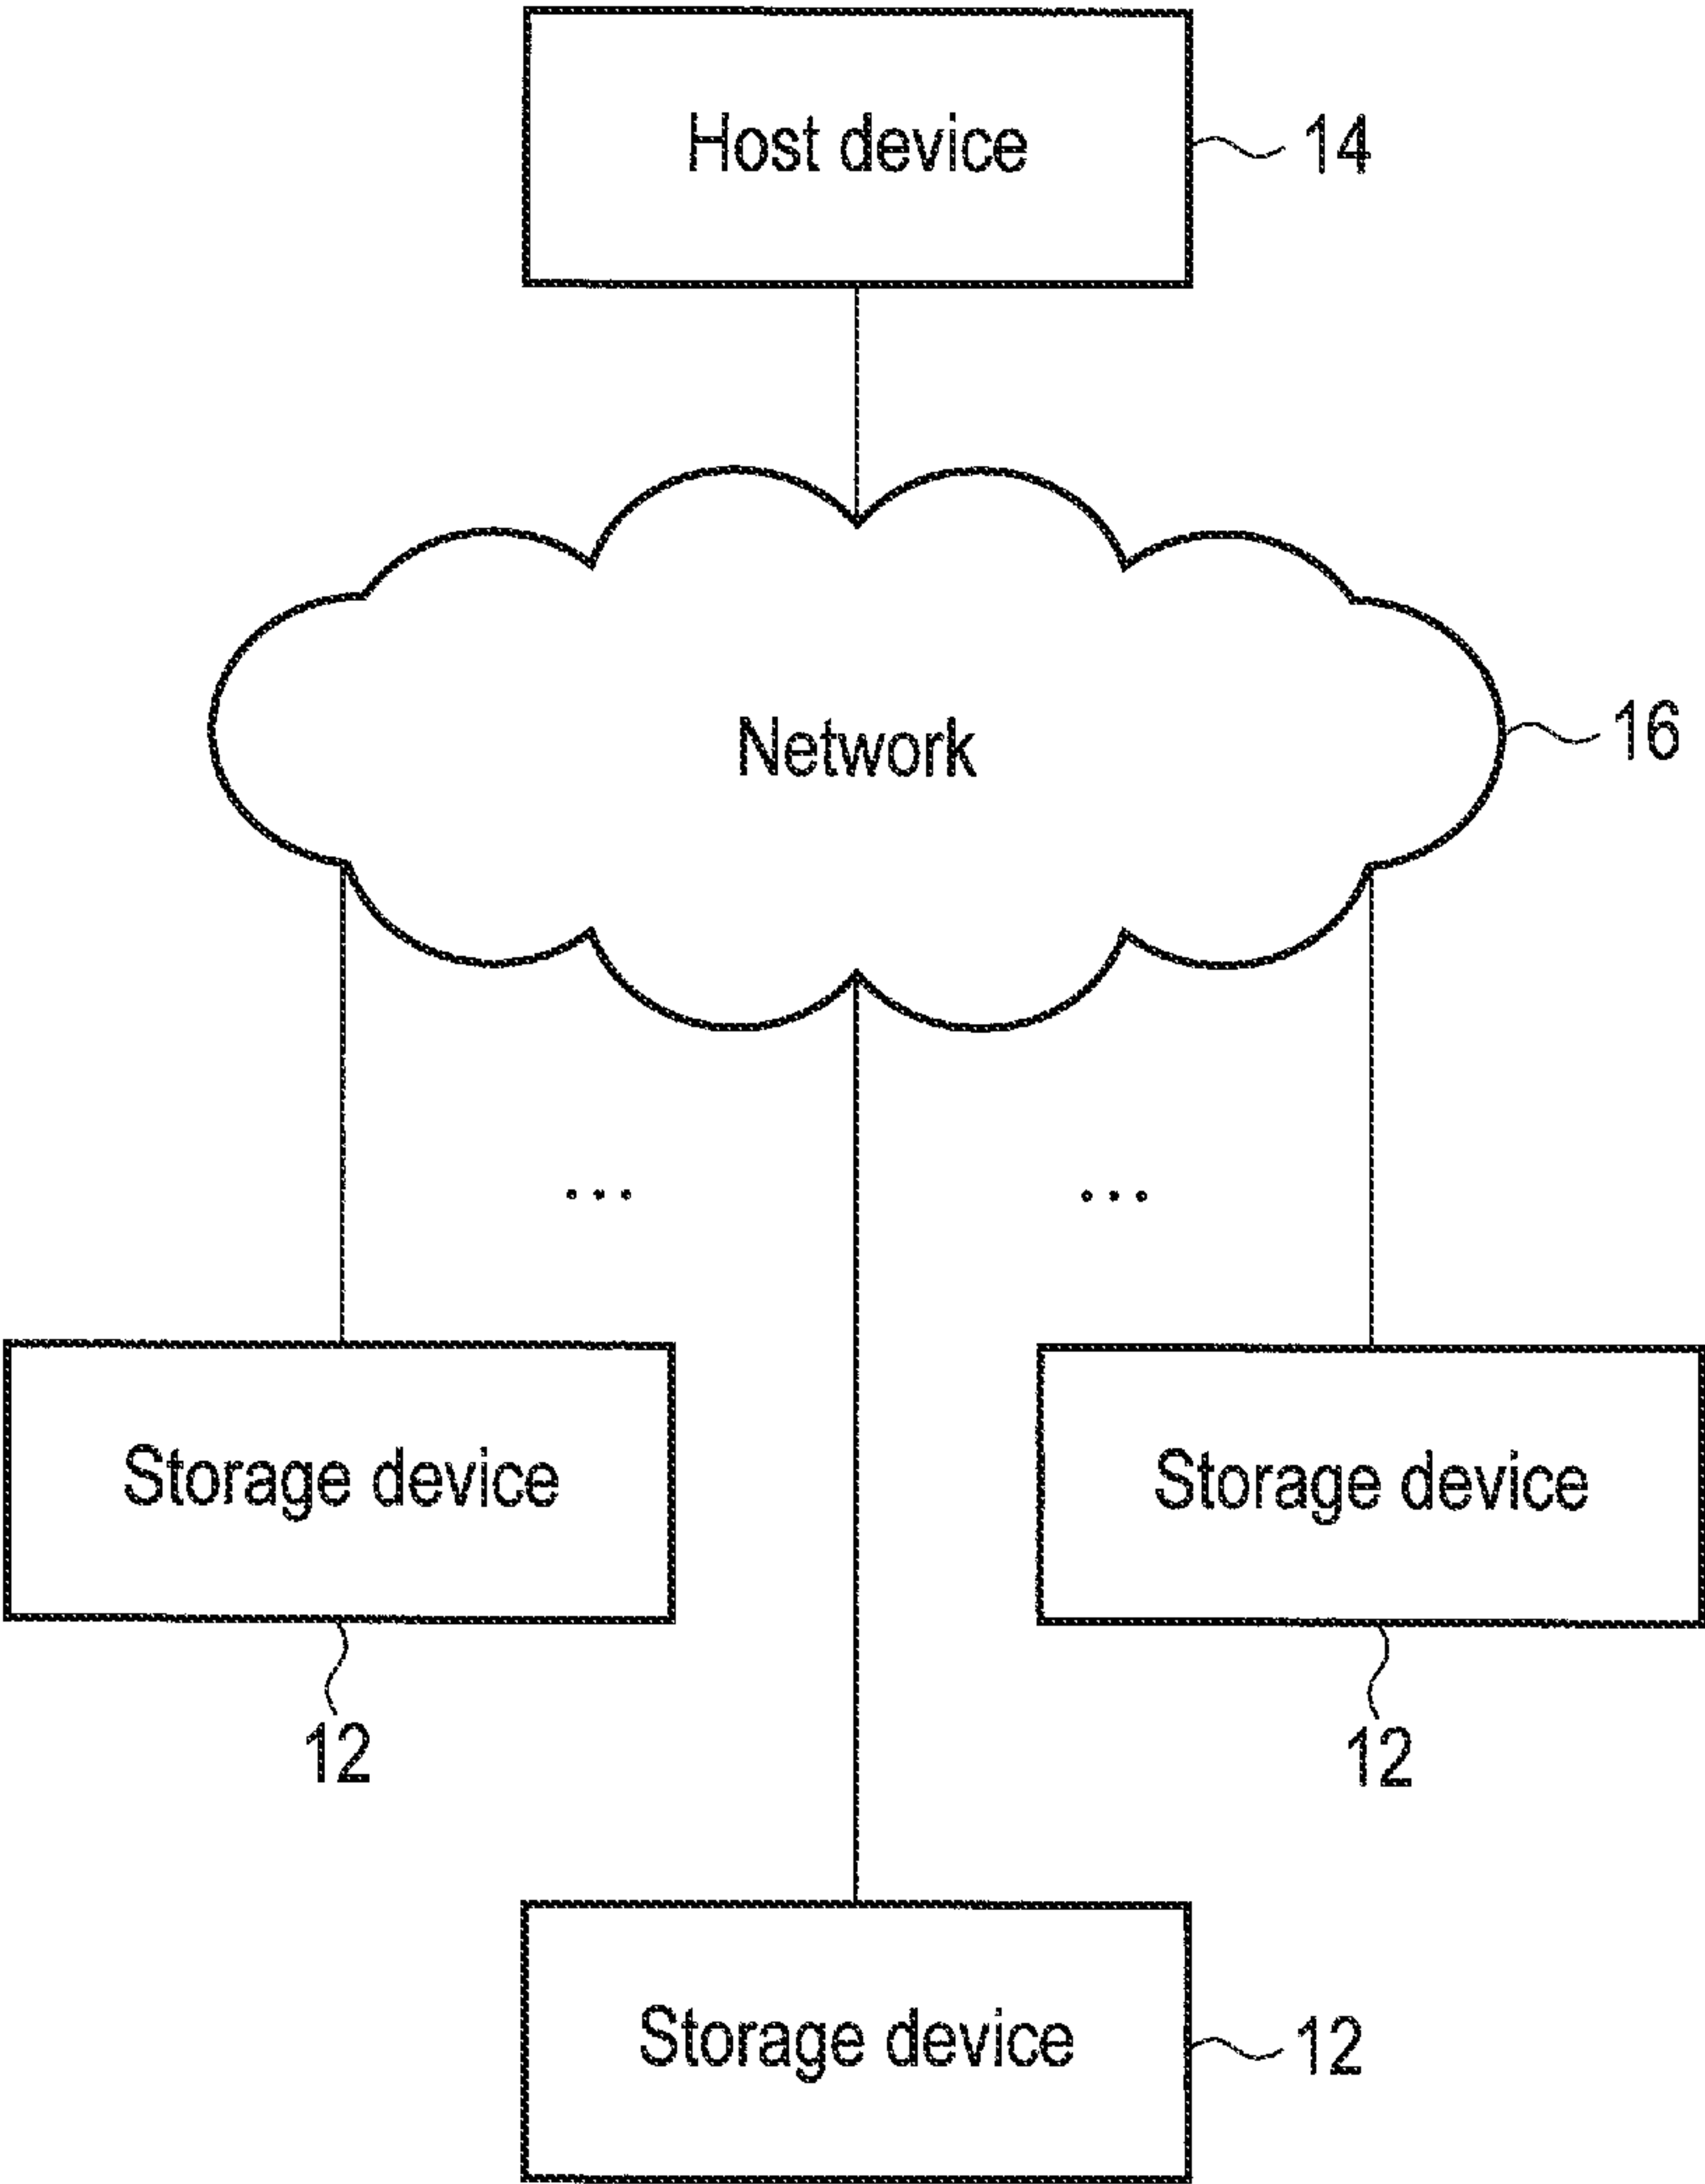 Host device 14
Network 16
... ...
Storage device Storage device
12 12
Storage device 12